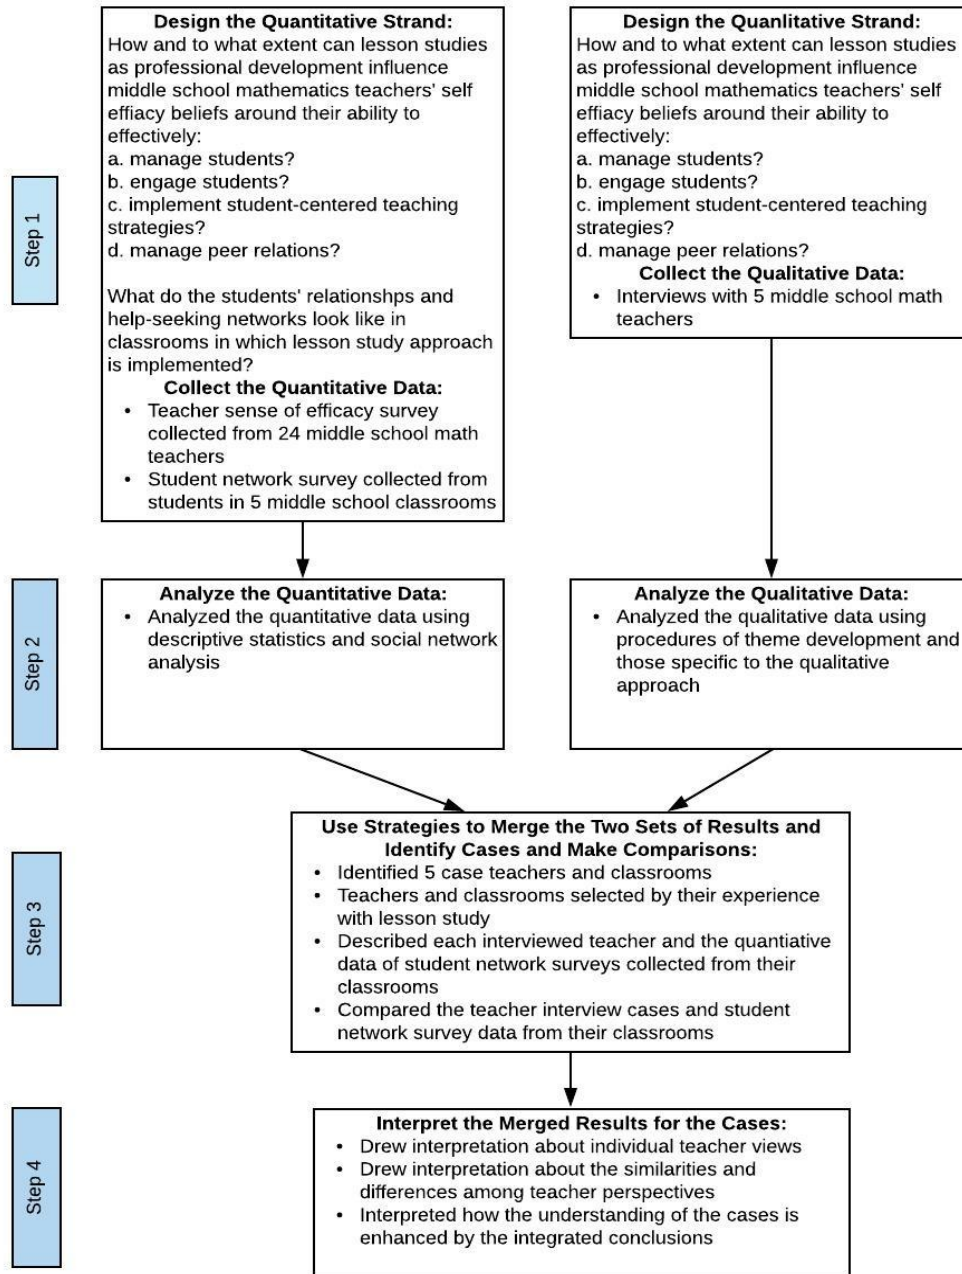 Step 1
Design the Quantitative Strand:
How and to what extent can lesson studies
as professional development influence
middle school mathematics teachers' self
effiacy beliefs around their ability to
effectively:
a. manage students?
b. engage students?
c. implement student-centered teaching
strategies?
d. manage peer relations?
What do the students' relationshps and
help-seeking networks look like in
classrooms in which lesson study approach
is implemented?
Collect the Quantitative Data:
• Teacher sense of efficacy survey
collected from 24 middle school math
teachers
• Student network survey collected from
students in 5 middle school classrooms
Design the Quanlitative Strand:
How and to what extent can lesson studies
as professional development influence
middle school mathematics teachers' self
effiacy beliefs around their ability to
effectively:
a. manage students?
b. engage students?
c. implement student-centered teaching
strategies?
d. manage peer relations?
Collect the Qualitative Data:
• Interviews with 5 middle school math
teachers
Step 2
Analyze the Quantitative Data:
• Analyzed the quantitative data using
descriptive statistics and social network
analysis
Analyze the Qualitative Data:
• Analyzed the qualitative data using
procedures of theme development and
those specific to the qualitative
approach
Step 3
Use Strategies to Merge the Two Sets of Results and
Identify Cases and Make Comparisons:
• Identified 5 case teachers and classrooms
• Teachers and classrooms selected by their experience
with lesson study
• Described each interviewed teacher and the quantiative
data of student network surveys collected from their
classrooms
• Compared the teacher interview cases and student
network survey data from their classrooms
Step 4
Interpret the Merged Results for the Cases:
• Drew interpretation about individual teacher views
• Drew interpretation about the similarities and
differences among teacher perspectives
• Interpreted how the understanding of the cases is
enhanced by the integrated conclusions